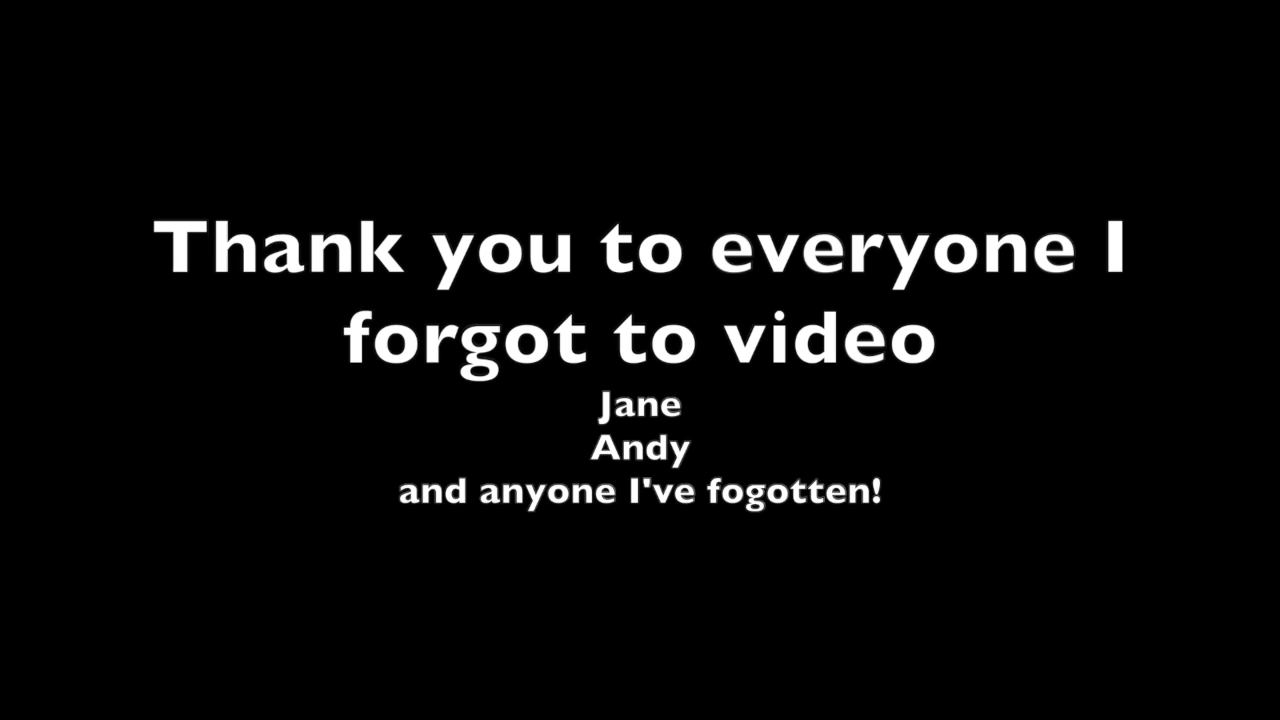 Thank you to everyone I
forgot to video
Jane
Andy
and anyone I've fogotten!